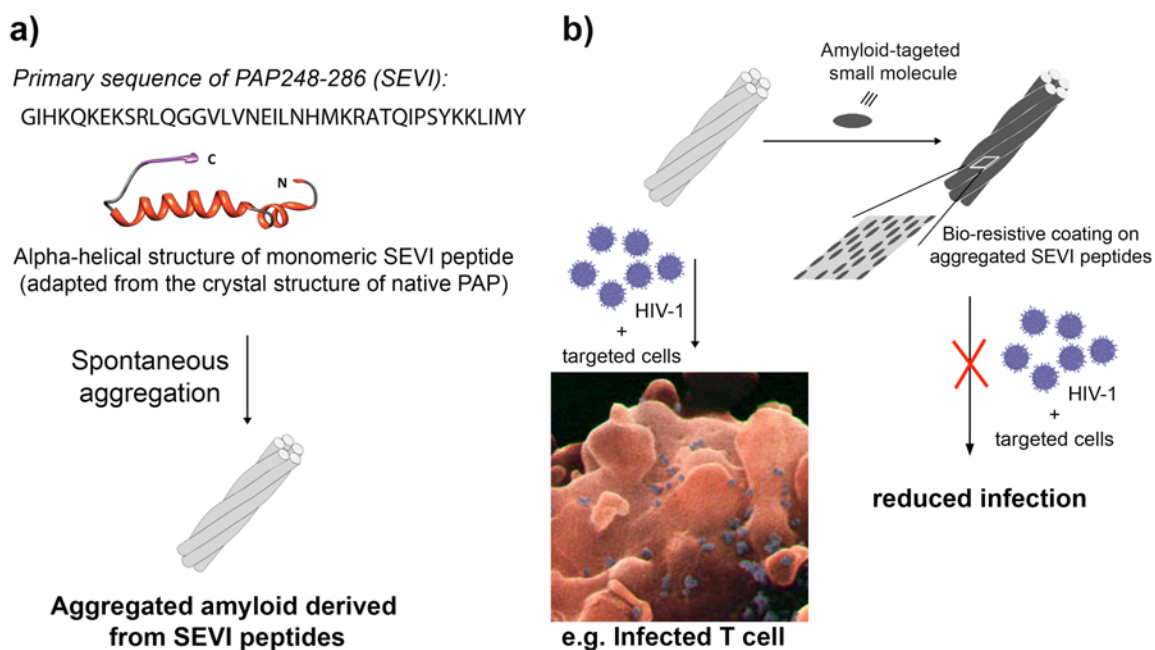 a)
Primary sequence of PAP248-286 (SEVI):
GIHKQKEKSRLQGGVLVNEILNHMKRATQIPSYKKLIMY
C
N
Alpha-helical structure of monomeric SEVI peptide
(adapted from the crystal structure of native PAP)
Spontaneous
aggregation
Aggregated amyloid derived
from SEVI peptides
b)
Amyloid-tageted
small molecule
Bio-resistive coating on
aggregated SEVI peptides
HIV-1
+
targeted cells
HIV-1
+
targeted cells
reduced infection
e.g. Infected T cell